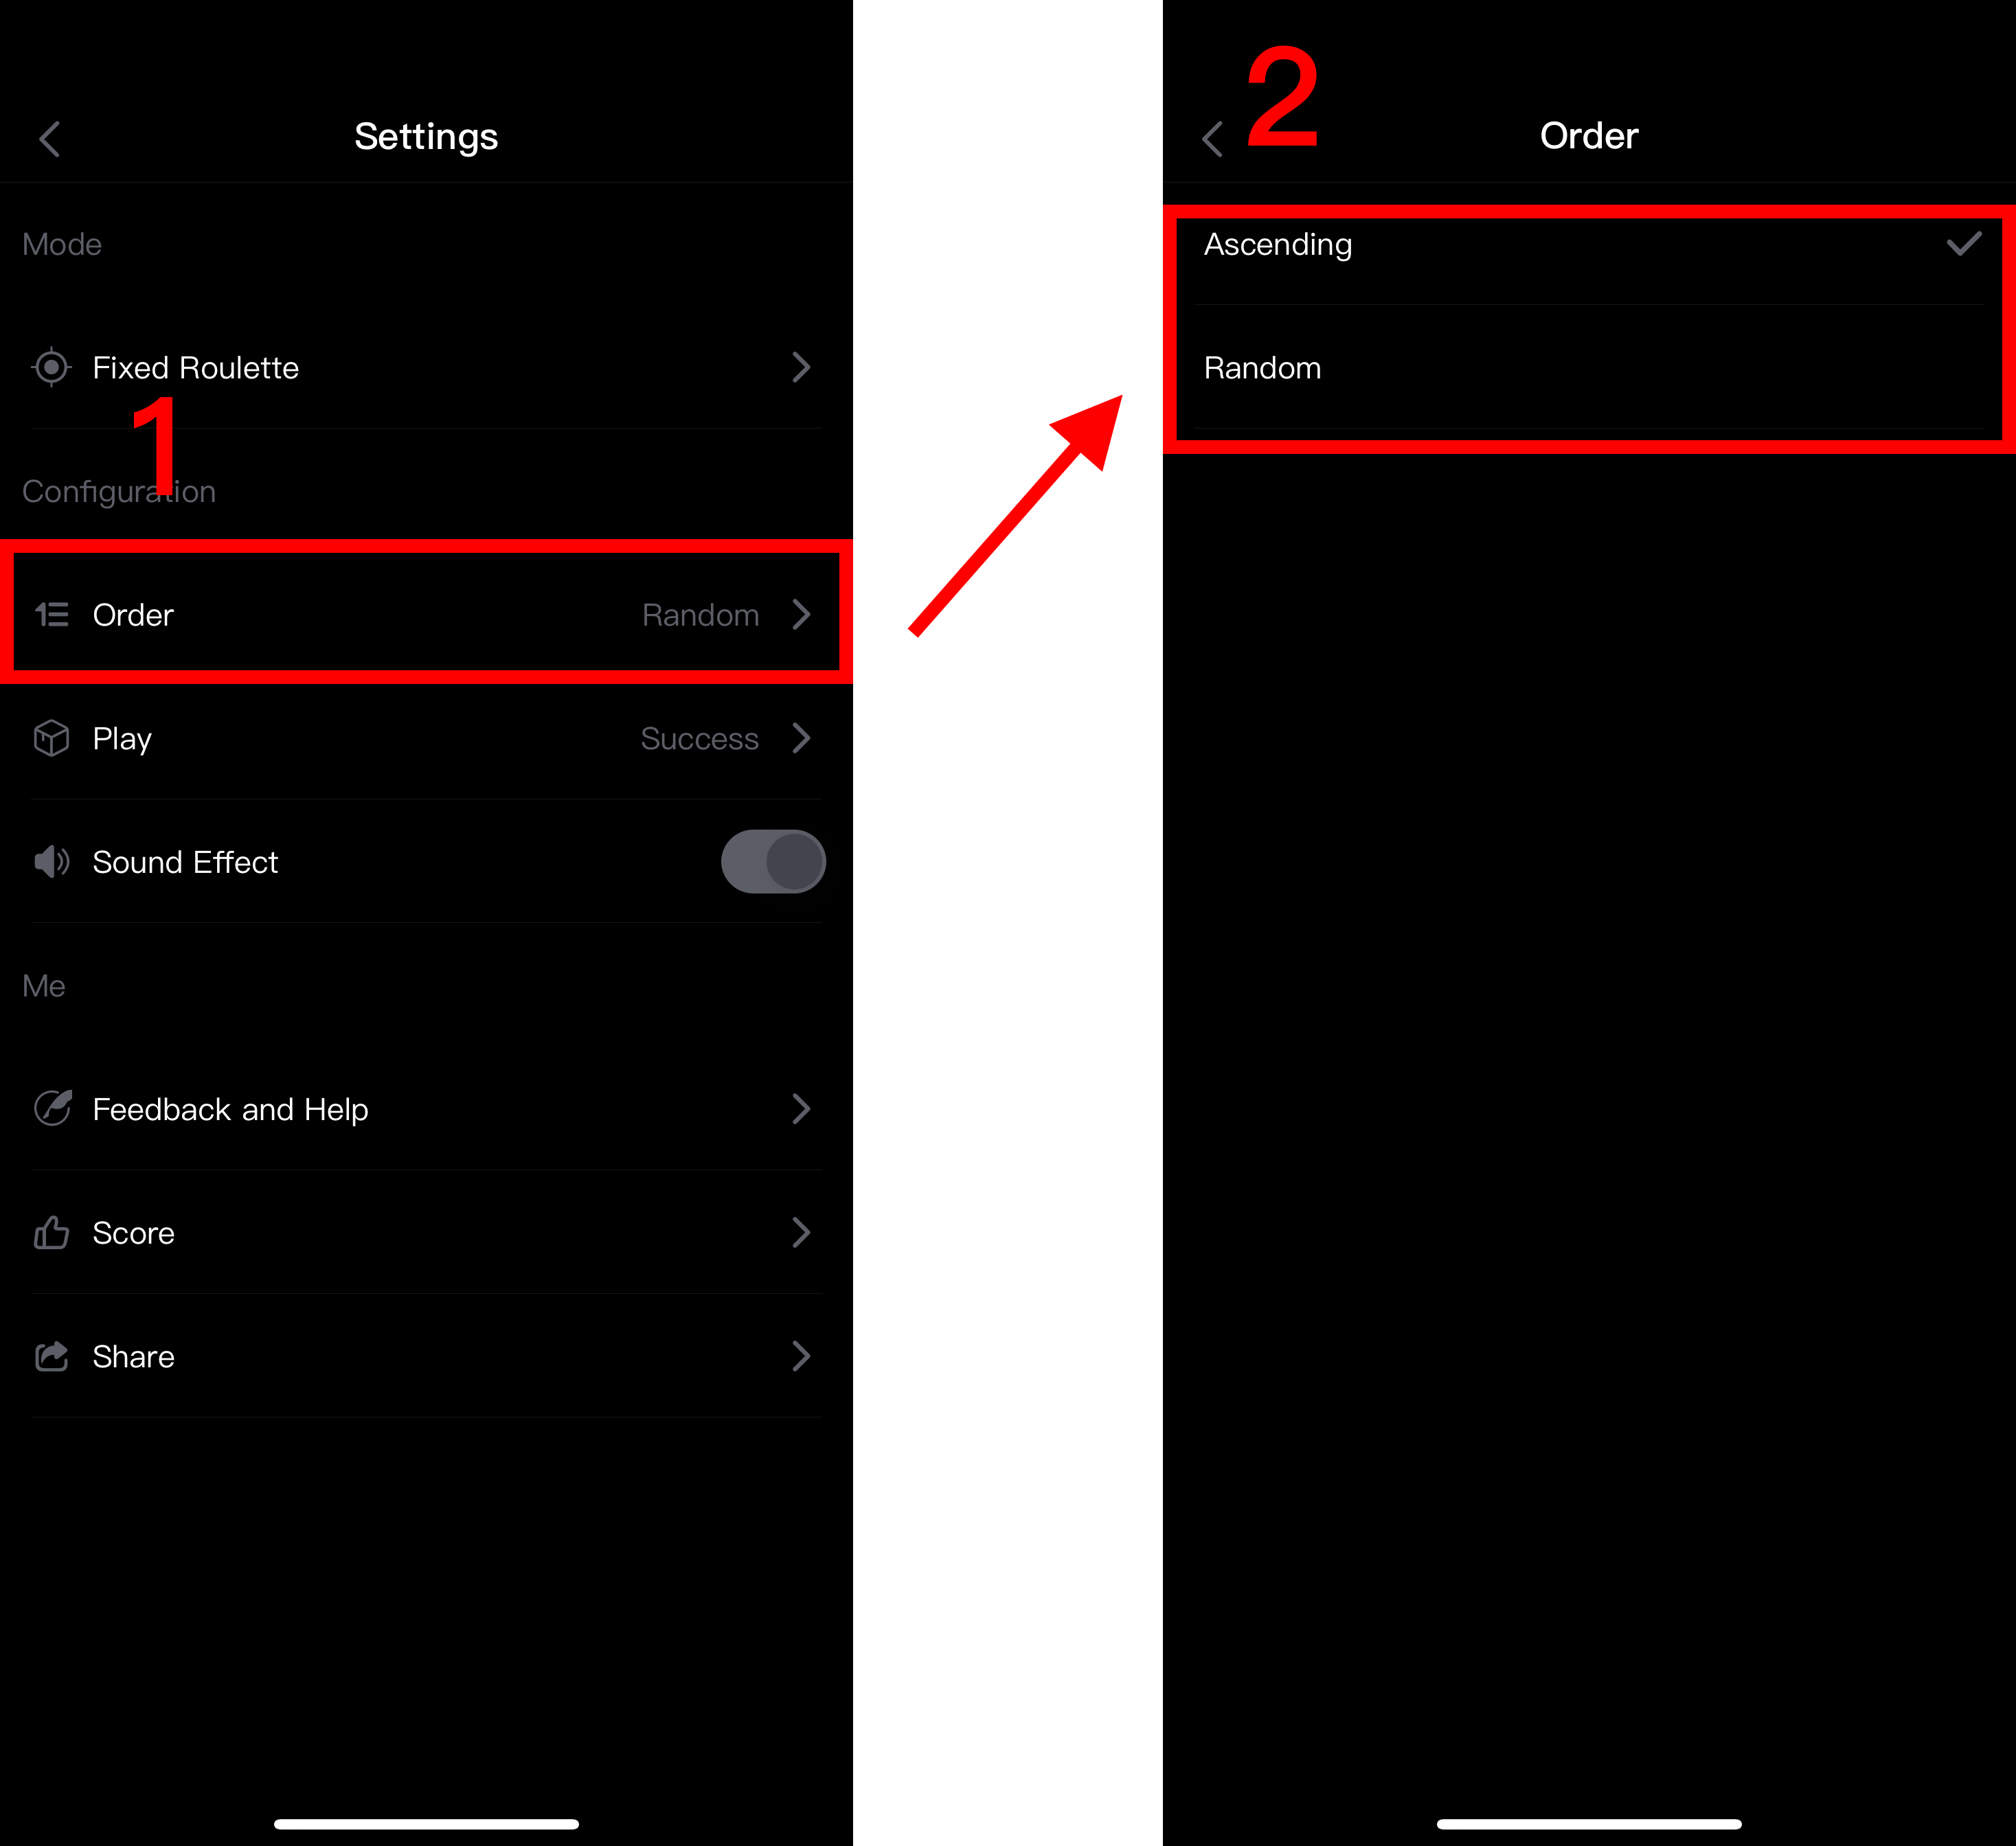 Settings
Mode
Fixed Roulette
1
Configuration
Order Random
Play Success
Sound Effect
Me
Feedback and Help
Score
Share
2
Order
Ascending
Random